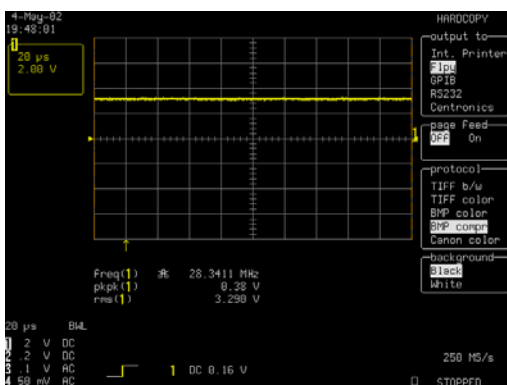 4-May-02
19:48:01
1
20 µs
2.00 V
1
HARDCOPY
output to
Int. Printer
Flpy
GPIB
RS232
Centronics
page Feed
OFF On
protocol
TIFF b/w
TIFF color
BMP color
BMP compr
Canon color
background
Black
White
freq(1) 28.3411 MHz
pkpk(1) 0.38 V
rms(1) 3.298 V
20 µs BWL
1 2 V DC
2 .2 V DC
3 .1 V AC
4 50 mV AC
1 DC 0.16 V
250 MS/s
STOPPED